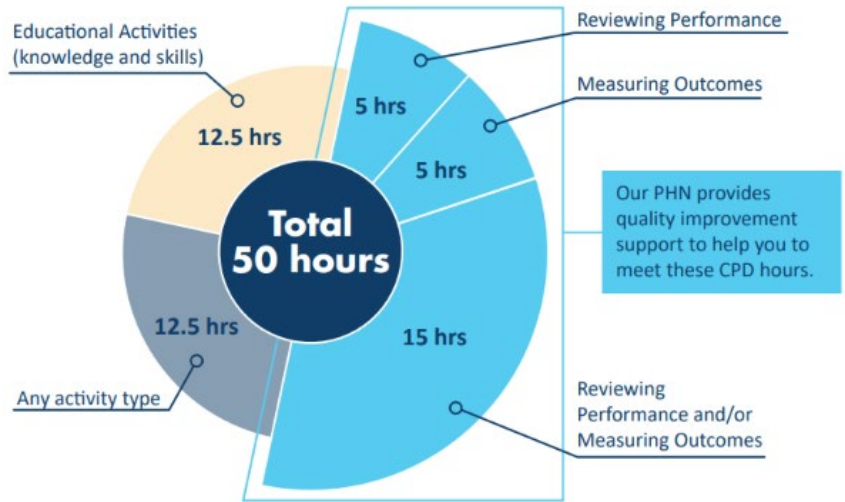 Educational Activities
(knowledge and skills)
12.5 hrs
Reviewing Performance
5 hrs
Measuring Outcomes
5 hrs
Total
50 hours
Our PHN provides
quality improvement
support to help you to
meet these CPD hours.
12.5 hrs
Any activity type
15 hrs
Reviewing
Performance and/or
Measuring Outcomes